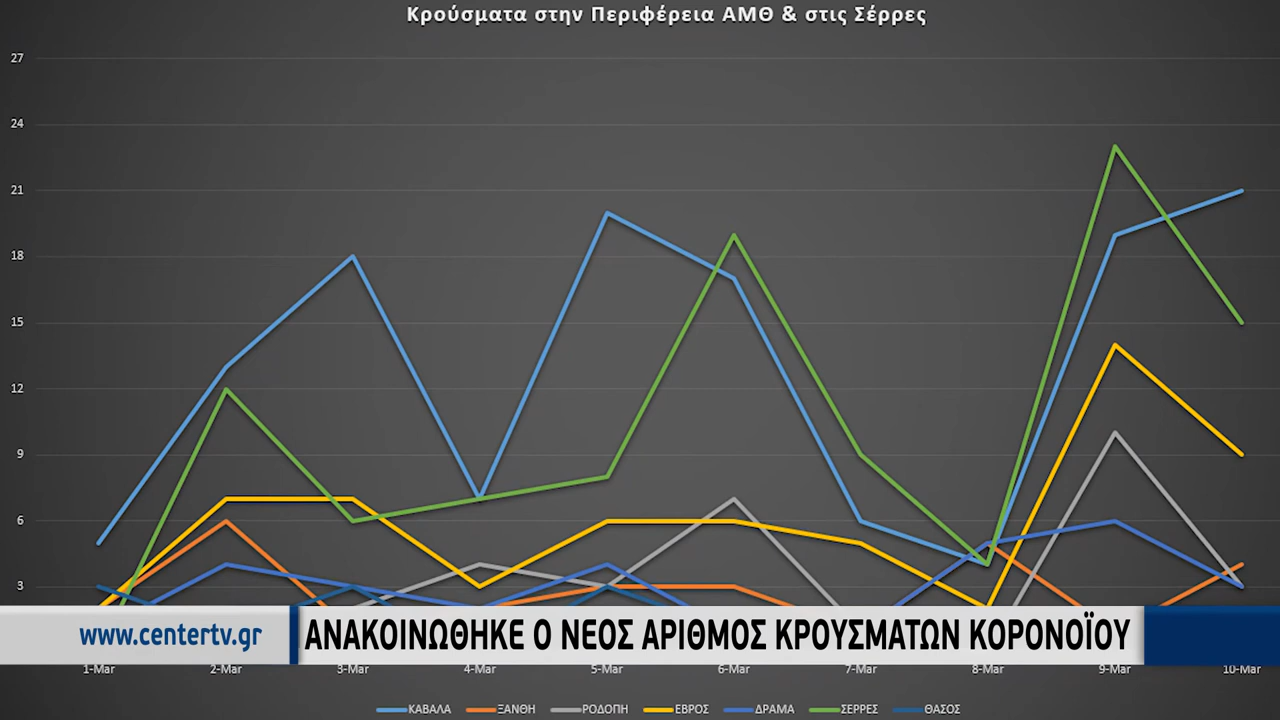 Κρούσματα στην Περιφέρεια ΑΜΘ & στις Σέρρες
27
24
21
18
15
12
9
6
3
www.centertv.gr
ΑΝΑΚΟΙΝΩΘΗΚΕ Ο ΝΕΟΣ ΑΡΙΘΜΟΣ ΚΡΟΥΣΜΑΤΩΝ ΚΟΡΟΝΟΪΟΥ
1-Mar 2-Mar 3-Mar 4-Mar 5-Mar 6-Mar 7-Mar 8-Mar 9-Mar 10-Mar
ΚΑΒΑΛΑ ΞΑΝΘΗ ΡΟΔΟΠΗ ΕΒΡΟΣ ΔΡΑΜΑ ΣΕΡΡΕΣ ΘΑΣΟΣ